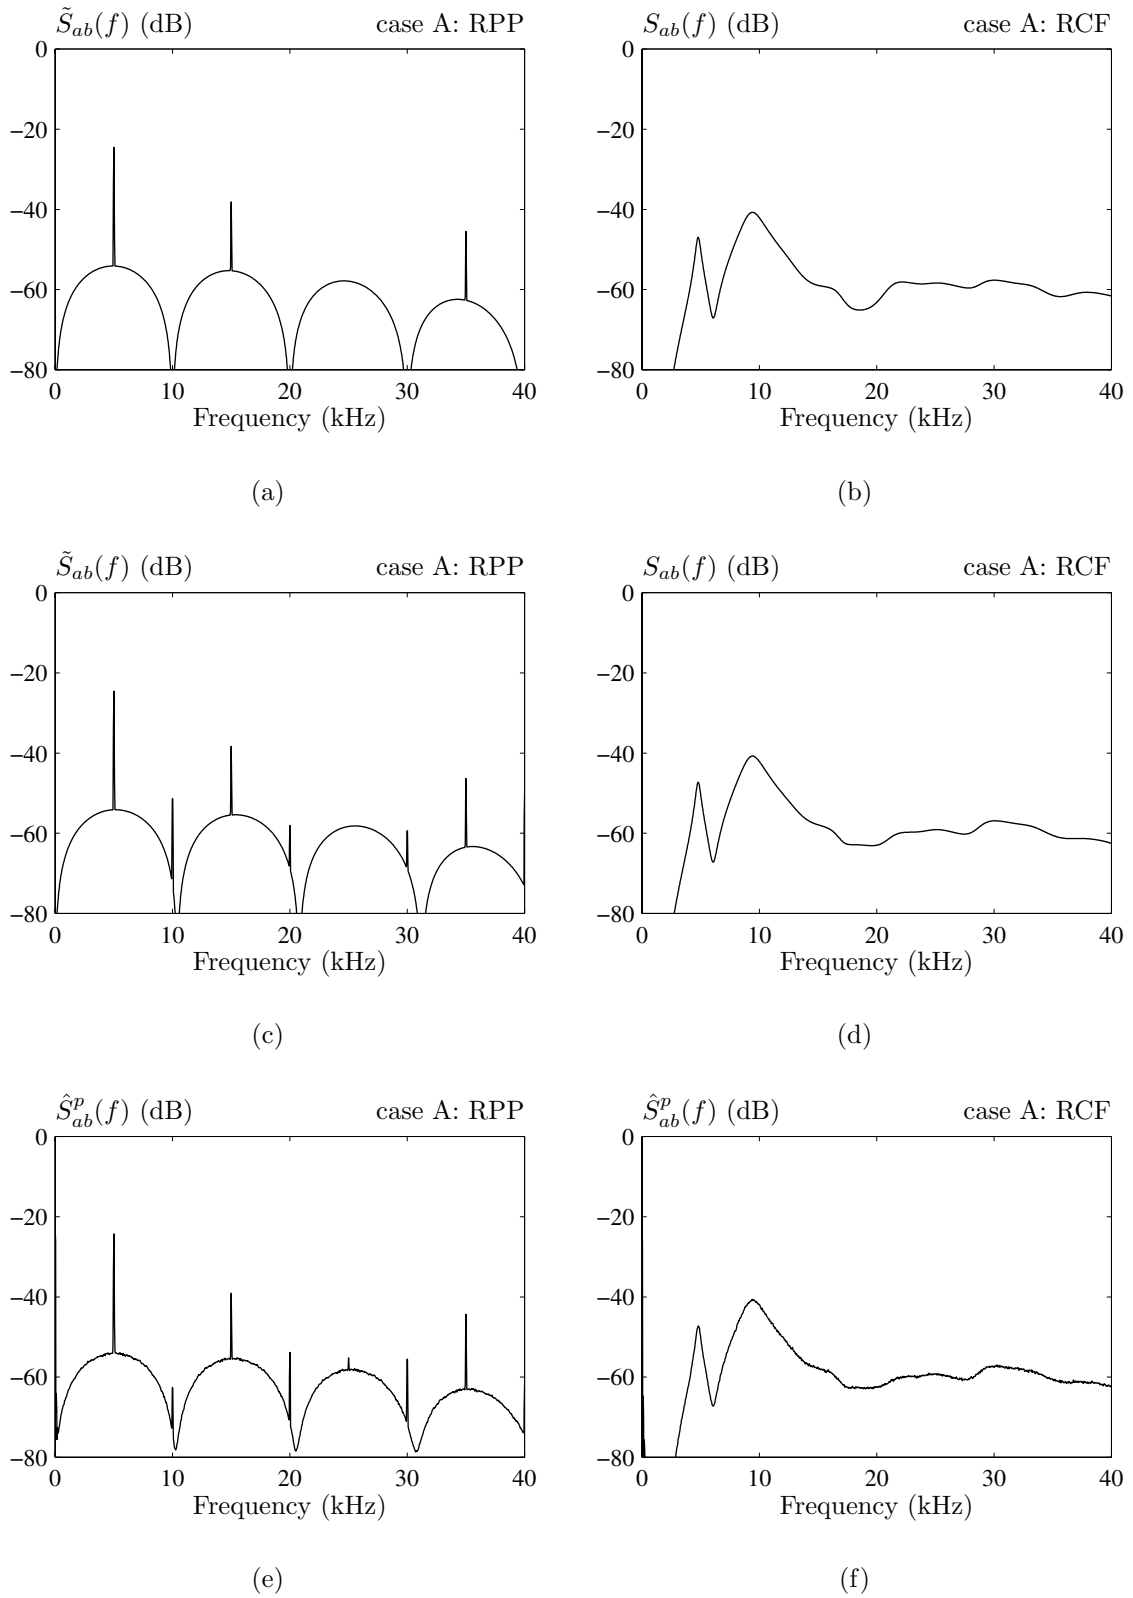 S̃ab(f) (dB) case A: RPP
0
−20
−40
−60
−80
0 10 20 30 40
Frequency (kHz)
(a)
Sab(f) (dB) case A: RCF
0
−20
−40
−60
−80
0 10 20 30 40
Frequency (kHz)
(b)
S̃ab(f) (dB) case A: RPP
0
−20
−40
−60
−80
0 10 20 30 40
Frequency (kHz)
(c)
Sab(f) (dB) case A: RCF
0
−20
−40
−60
−80
0 10 20 30 40
Frequency (kHz)
(d)
Ŝpab(f) (dB) case A: RPP
0
−20
−40
−60
−80
0 10 20 30 40
Frequency (kHz)
(e)
Ŝpab(f) (dB) case A: RCF
0
−20
−40
−60
−80
0 10 20 30 40
Frequency (kHz)
(f)